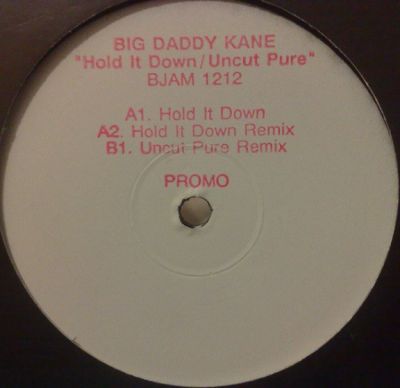 BIG DADDY KANE
"Hold It Down/Uncut Pure"
BJAM 1212
A1. Hold It Down
A2. Hold It Down Remix
B1. Uncut Pure Remix
PROMO